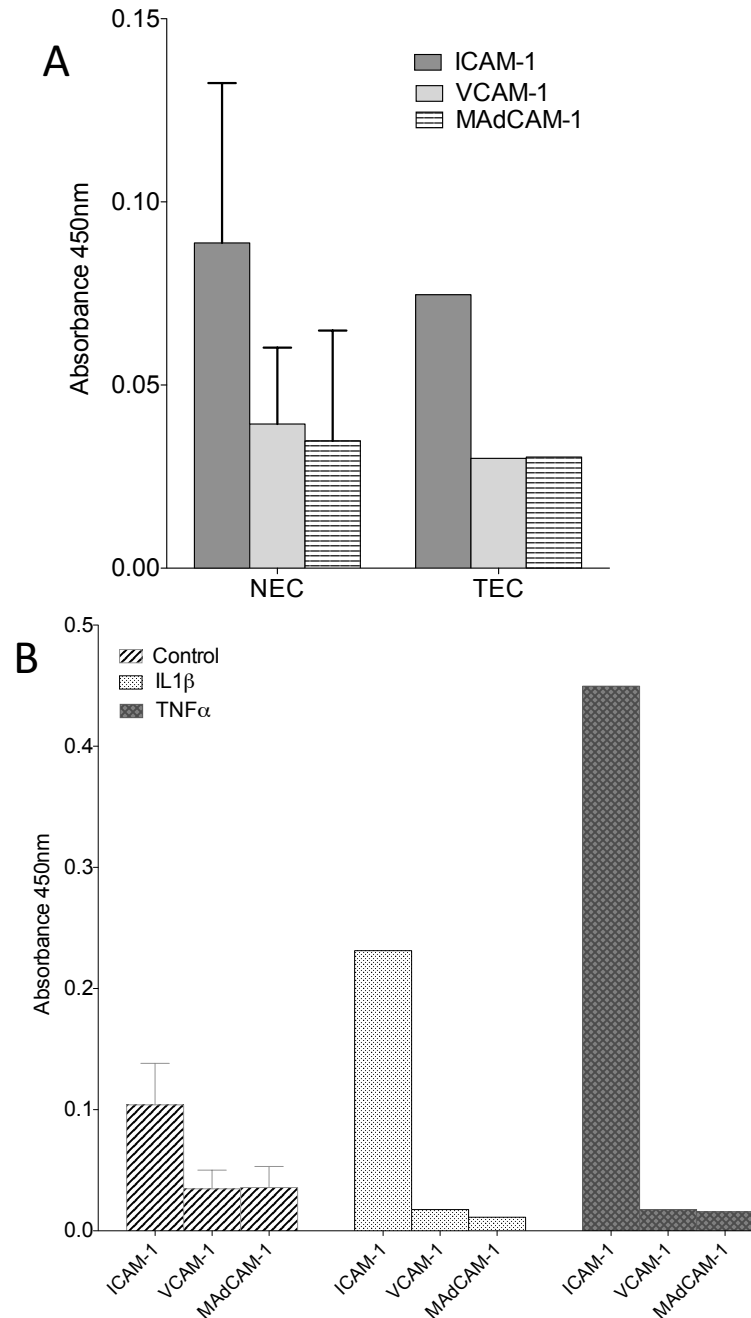 A
0.15
0.10
0.05
0.00
Absorbance 450nm
ICAM-1
VCAM-1
MAdCAM-1
NEC TEC
B
0.5
0.4
0.3
0.2
0.1
0.0
Absorbance 450nm
Control
IL1β
TNFα
ICAM-1 VCAM-1 MAdCAM-1 ICAM-1 VCAM-1 MAdCAM-1 ICAM-1 VCAM-1 MAdCAM-1